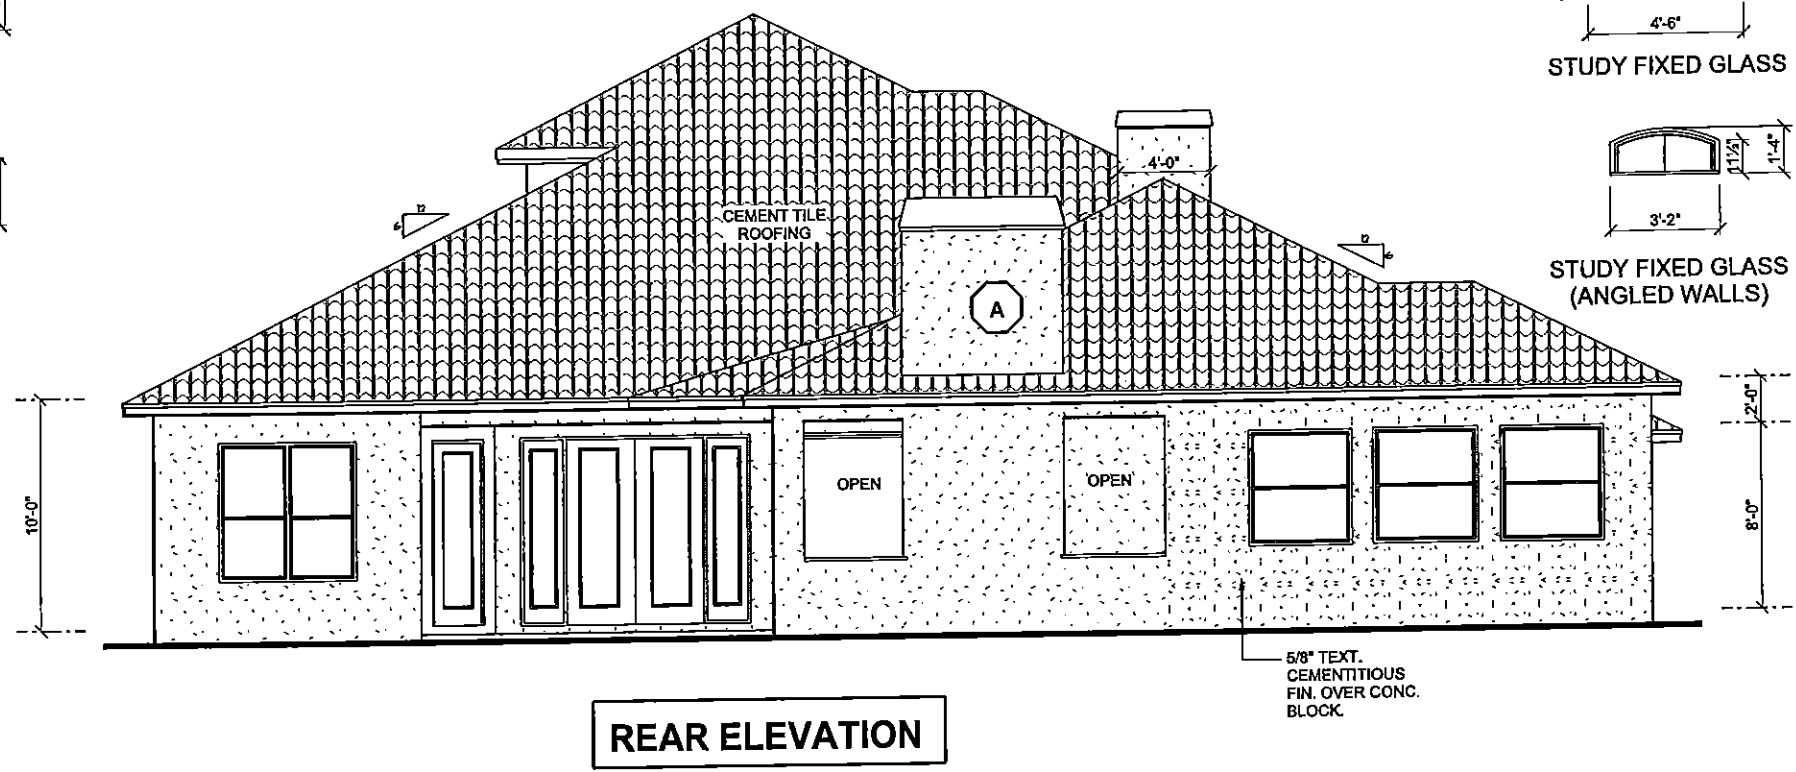 4'-6"
STUDY FIXED GLASS
11½"
1'-4"
3'-2"
STUDY FIXED GLASS
(ANGLED WALLS)
4'-0"
12
6
CEMENT TILE
ROOFING
12
6
A
10'-0"
OPEN
OPEN
2'-0"
8'-0"
5/8" TEXT.
CEMENTITIOUS
FIN. OVER CONC.
BLOCK.
REAR ELEVATION